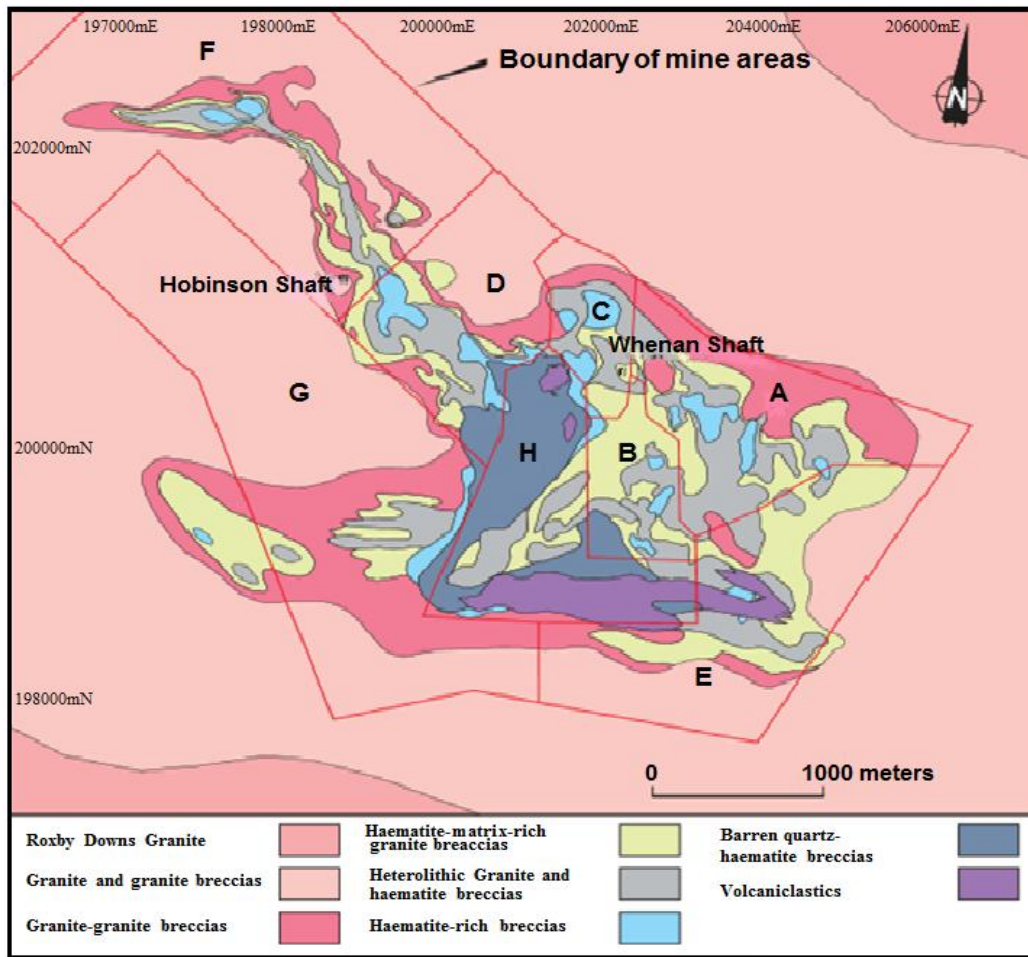 197000mE 198000mE 200000mE 202000mE 204000mE 206000mE
F
Boundary of mine areas
N
202000mN
Hobinson Shaft
D
C
Whenan Shaft
G
A
200000mN
H
B
198000mN
E
0 1000 meters
Roxby Downs Granite
Granite and granite breccias
Granite-granite breccias
Haematite-matrix-rich
granite breaccias
Heterolithic Granite and
haematite breccias
Haematite-rich breccias
Barren quartz-
haematite breccias
Volcaniclastics